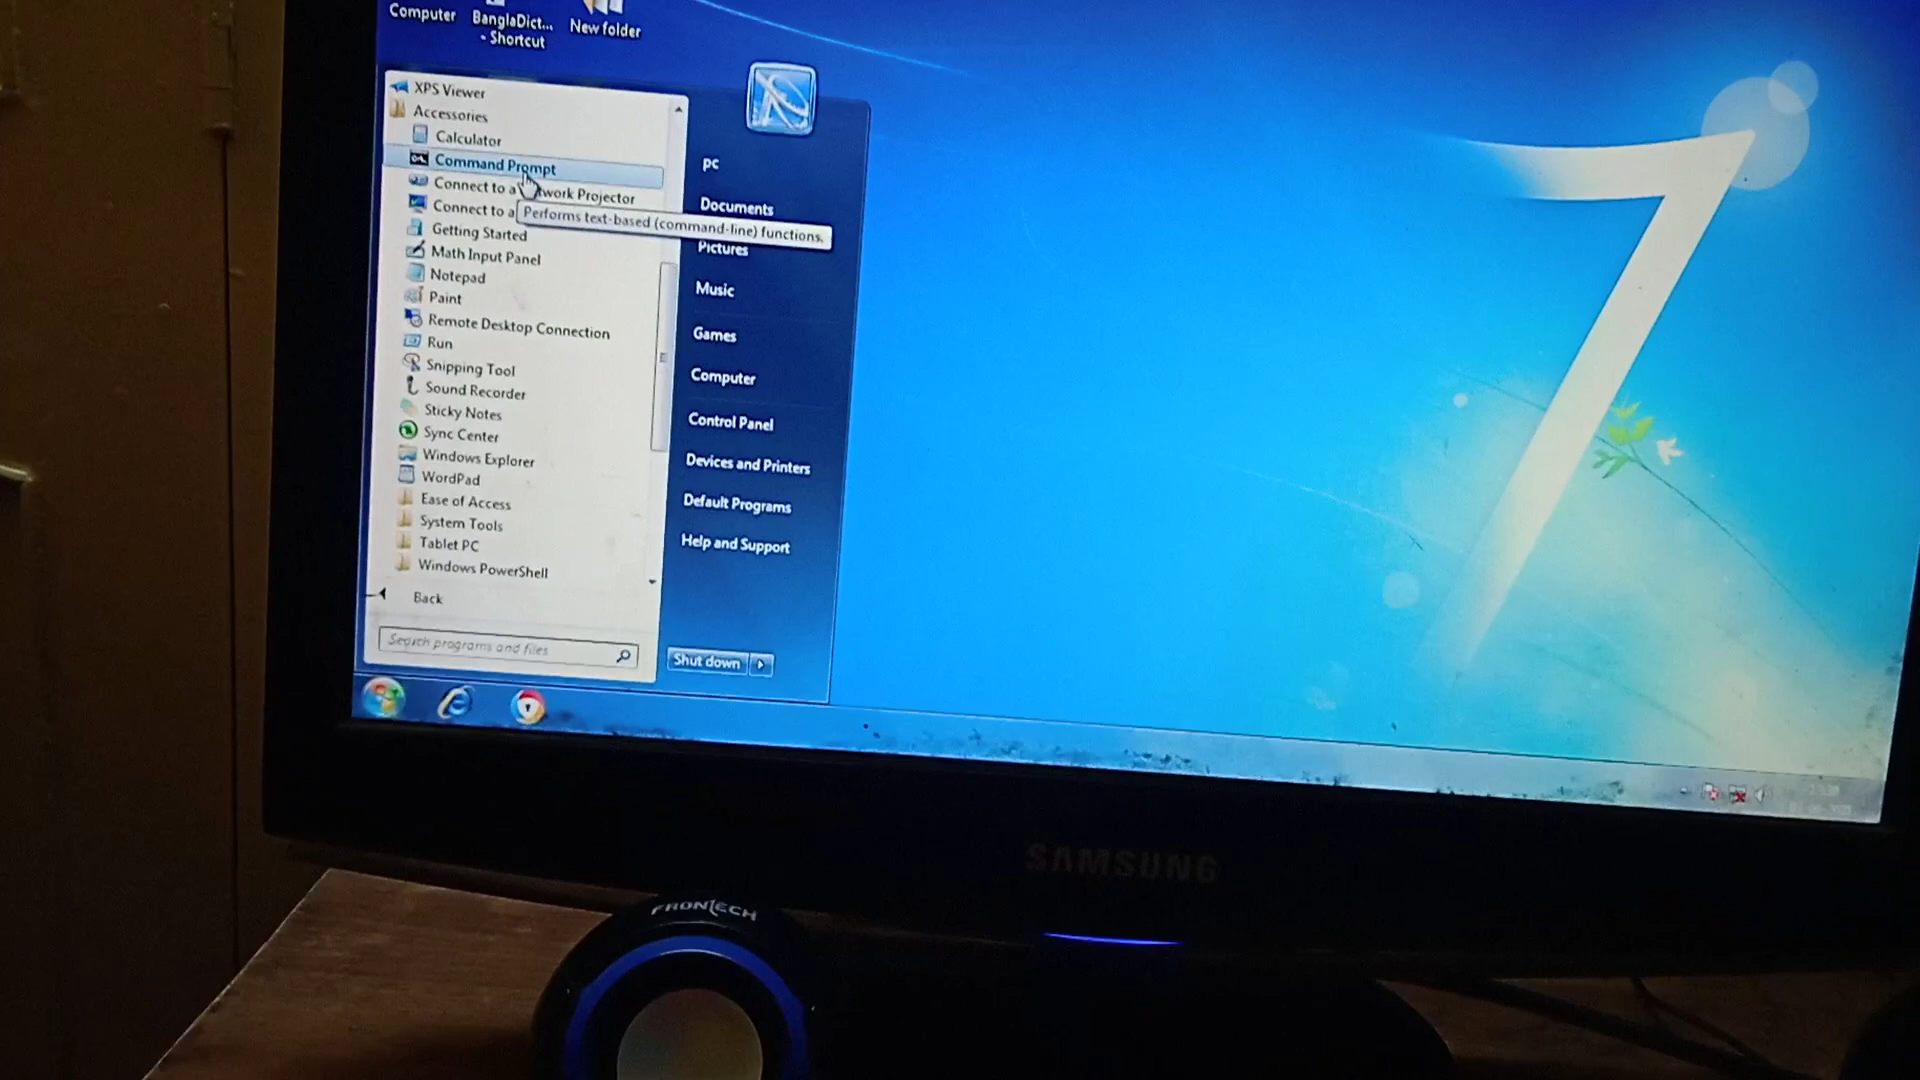 Computer
BanglaDict...
- Shortcut
New folder
XPS Viewer
Accessories
Calculator
Command Prompt
Connect to a
twork Projector
Connect to a
Performs text-based (command-line) functions.
Getting Started
Math Input Panel
Notepad
Paint
Remote Desktop Connection
Run
Snipping Tool
Sound Recorder
Sticky Notes
Sync Center
Windows Explorer
WordPad
Ease of Access
System Tools
Tablet PC
Windows PowerShell
Back
Search programs and files
pc
Documents
Pictures
Music
Games
Computer
Control Panel
Devices and Printers
Default Programs
Help and Support
Shut down
7
SAMSUNG
FRONTECH